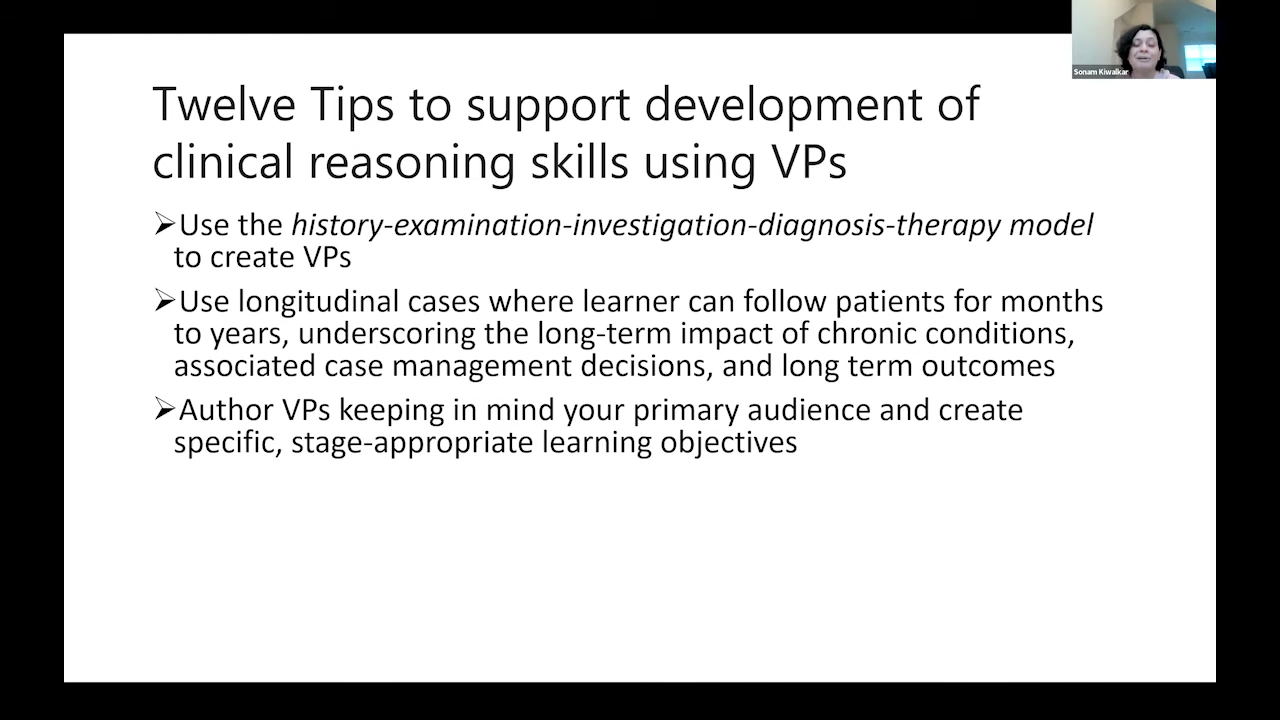 Sonam Kiwalkar
Twelve Tips to support development of
clinical reasoning skills using VPs
➢Use the history-examination-investigation-diagnosis-therapy model
to create VPs
➢Use longitudinal cases where learner can follow patients for months
to years, underscoring the long-term impact of chronic conditions,
associated case management decisions, and long term outcomes
➢Author VPs keeping in mind your primary audience and create
specific, stage-appropriate learning objectives